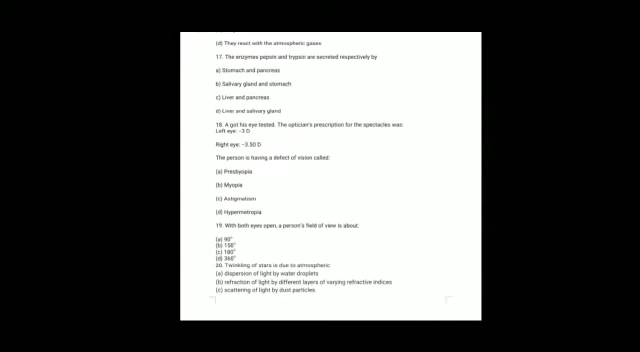 (d) They react with the atmospheric gases
17. The enzymes pepsin and trypsin are secreted respectively by
a) Stomach and pancreas
b) Salivary gland and stomach
c) Liver and pancreas
d) Liver and salivary gland
18. A got his eye tested. The optician's prescription for the spectacles was:
Left eye: −3 D
Right eye: −3.50 D
The person is having a defect of vision called:
(a) Presbyopia
(b) Myopia
(c) Astigmatism
(d) Hypermetropia
19. With both eyes open, a person's field of view is about:
(a) 90°
(b) 150°
(c) 180°
(d) 360°
20. Twinkling of stars is due to atmospheric
(a) dispersion of light by water droplets
(b) refraction of light by different layers of varying refractive indices
(c) scattering of light by dust particles